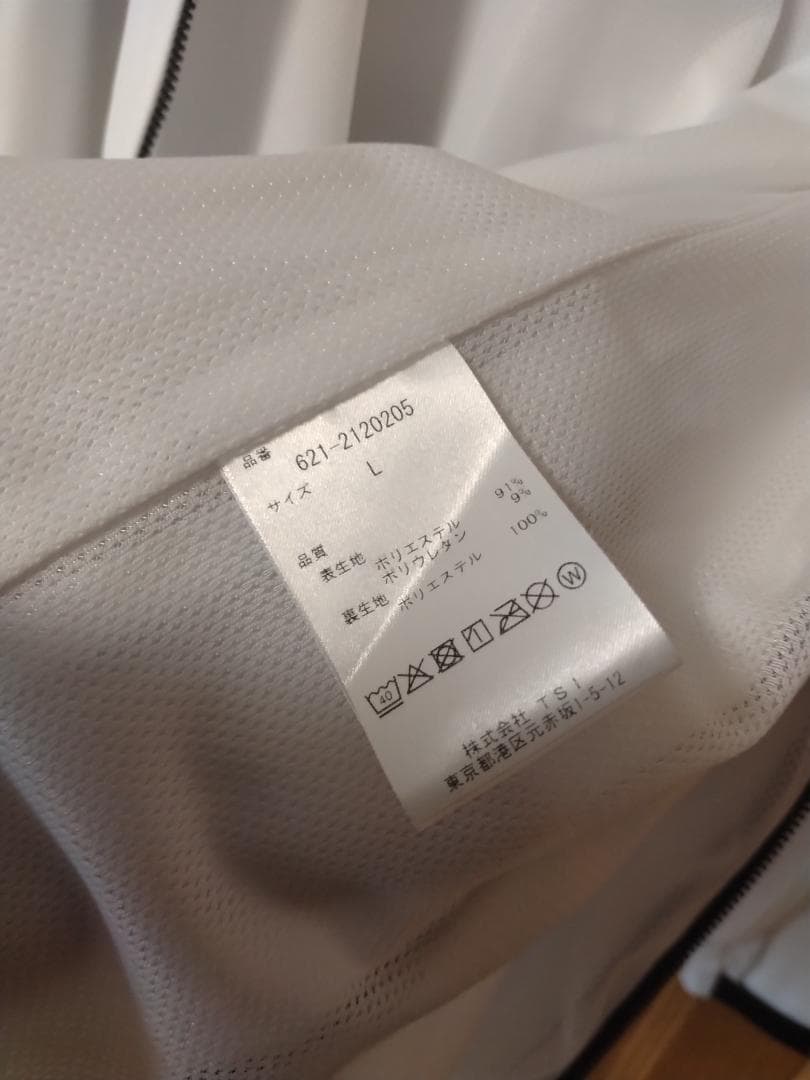 品番 621-2120205
サイズ L
品質
表生地 ポリエステル 91%
ポリウレタン 9%
裏生地 ポリエステル 100%
40 1 W
株式会社 TSI
東京都港区元赤坂1-5-12